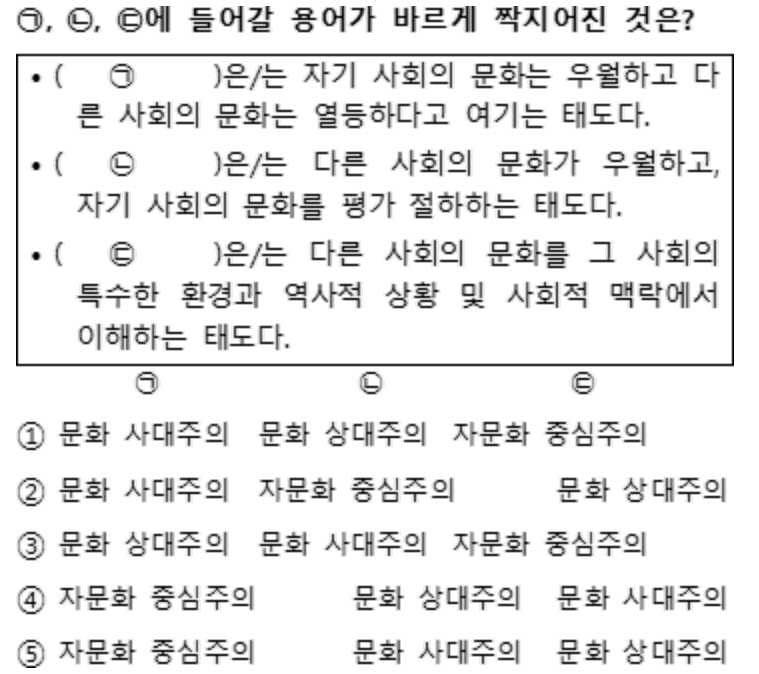 ㉠, ㉡, ㉢에 들어갈 용어가 바르게 짝지어진 것은?
• ( ㉠ )은/는 자기 사회의 문화는 우월하고 다
른 사회의 문화는 열등하다고 여기는 태도다.
• ( ㉡ )은/는 다른 사회의 문화가 우월하고,
자기 사회의 문화를 평가 절하하는 태도다.
• ( ㉢ )은/는 다른 사회의 문화를 그 사회의
특수한 환경과 역사적 상황 및 사회적 맥락에서
이해하는 태도다.
㉠ ㉡ ㉢
① 문화 사대주의 문화 상대주의 자문화 중심주의
② 문화 사대주의 자문화 중심주의 문화 상대주의
③ 문화 상대주의 문화 사대주의 자문화 중심주의
④ 자문화 중심주의 문화 상대주의 문화 사대주의
⑤ 자문화 중심주의 문화 사대주의 문화 상대주의